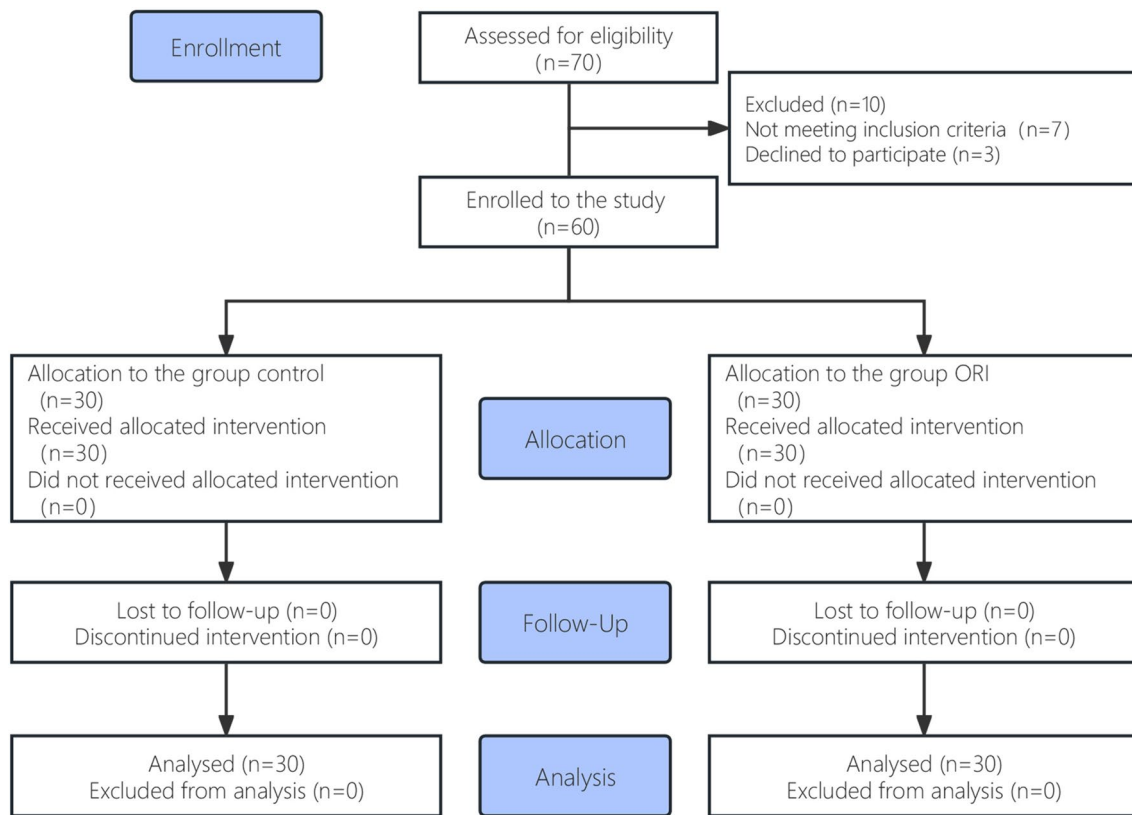 Enrollment
Assessed for eligibility
(n=70)
Excluded (n=10)
Not meeting inclusion criteria (n=7)
Declined to participate (n=3)
Enrolled to the study
(n=60)
Allocation to the group control
(n=30)
Received allocated intervention
(n=30)
Did not received allocated intervention
(n=0)
Allocation
Allocation to the group ORI
(n=30)
Received allocated intervention
(n=30)
Did not received allocated intervention
(n=0)
Lost to follow-up (n=0)
Discontinued intervention (n=0)
Follow-Up
Lost to follow-up (n=0)
Discontinued intervention (n=0)
Analysed (n=30)
Excluded from analysis (n=0)
Analysis
Analysed (n=30)
Excluded from analysis (n=0)